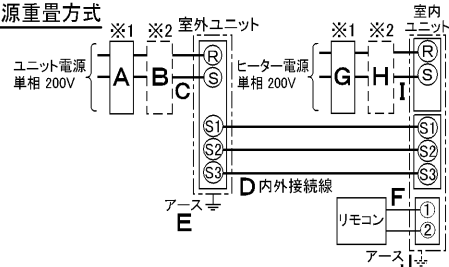 源重畳方式
※1 ※2 室外ユニット
ユニット電源
単相 200V
A B C
R
S
※1 ※2 室内
ユニット
ヒーター電源
単相 200V
G H I
R
S
S1 S1
S2 S2
S3 S3
D 内外接続線
アース
E
リモコン
F
①
②
アース